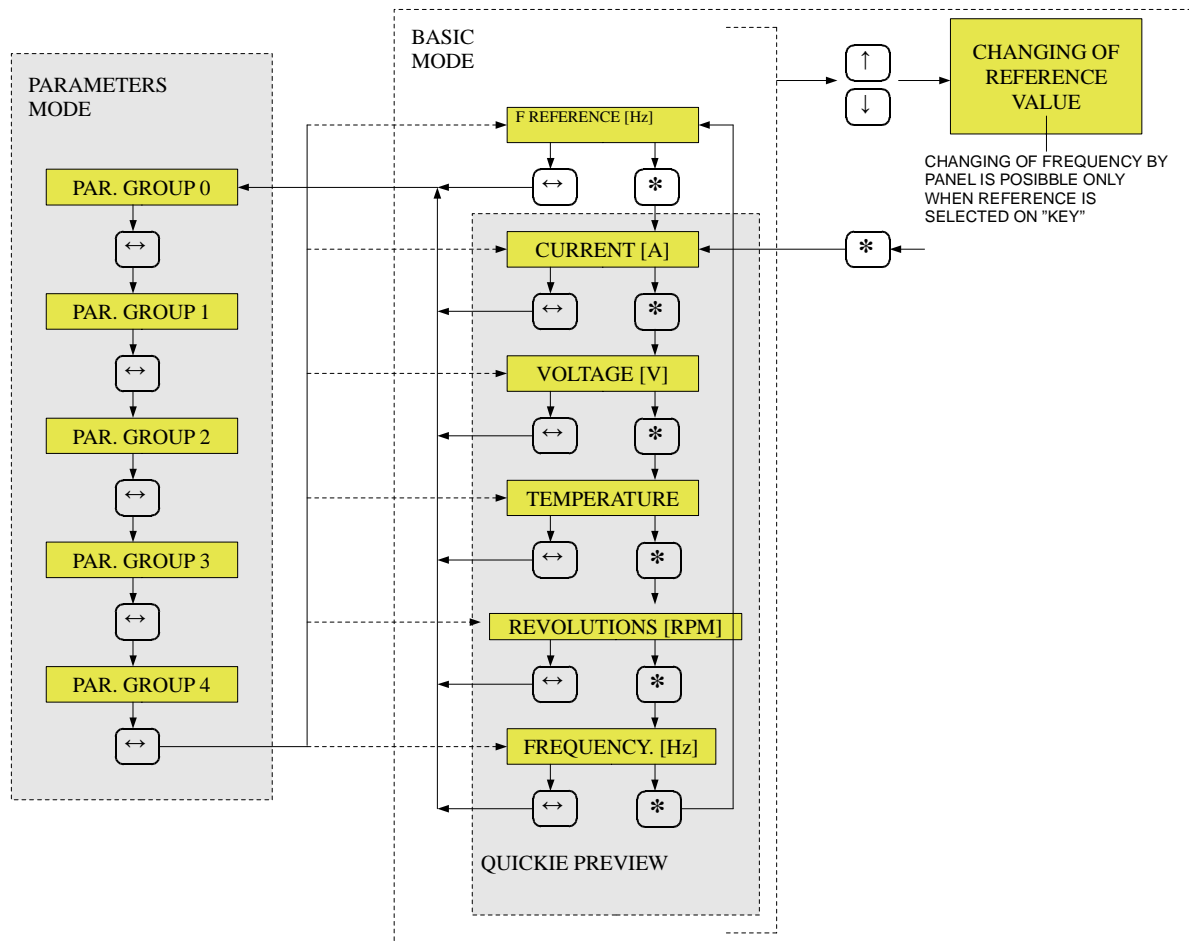 BASIC
MODE
CHANGING OF
REFERENCE
VALUE
↑
↓
CHANGING OF FREQUENCY BY
PANEL IS POSIBBLE ONLY
WHEN REFERENCE IS
SELECTED ON ”KEY”
*
PARAMETERS
MODE
PAR. GROUP 0
↔
PAR. GROUP 1
↔
PAR. GROUP 2
↔
PAR. GROUP 3
↔
PAR. GROUP 4
↔
F REFERENCE [Hz]
↔ *
CURRENT [A]
↔ *
VOLTAGE [V]
↔ *
TEMPERATURE
↔ *
REVOLUTIONS [RPM]
↔ *
FREQUENCY. [Hz]
↔ *
QUICKIE PREVIEW